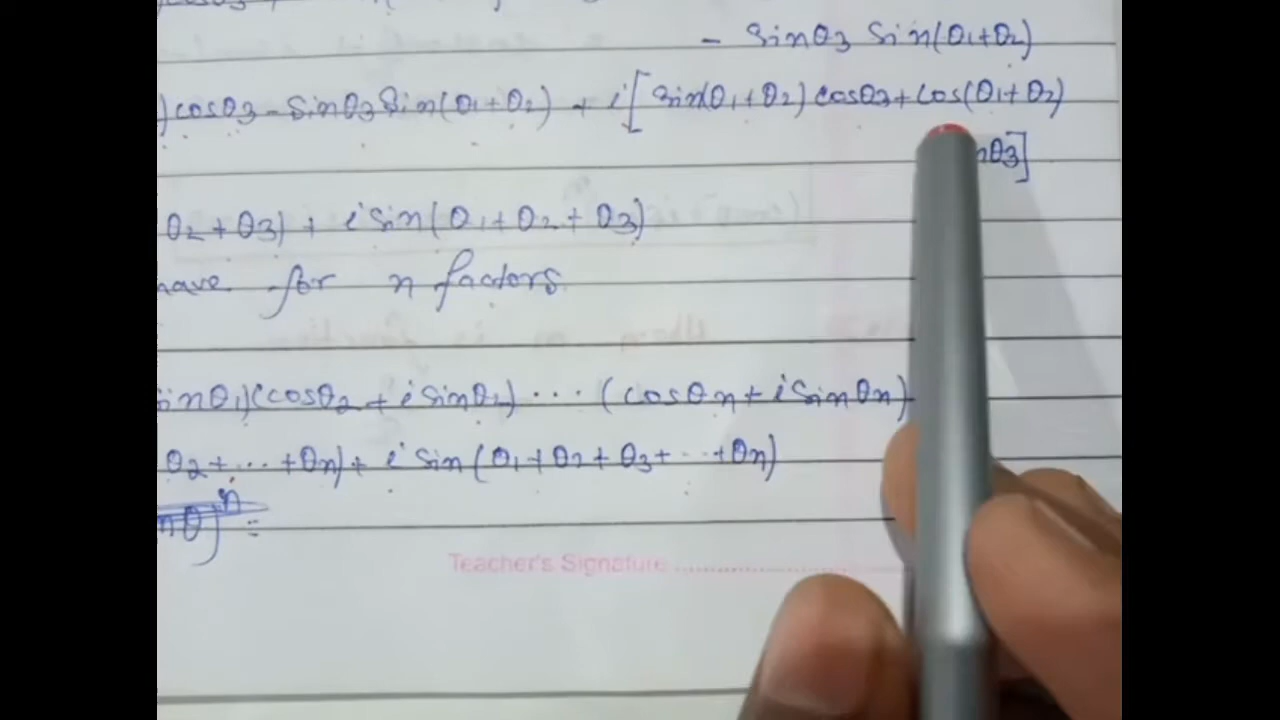 - Sinθ3 Sin(θ1+θ2)
) cosθ3 - Sinθ3 Sin(θ1+θ2) + i[ Sin(θ1+θ2) cosθ3 + cos(θ1+θ2)
nθ3]
θ2 + θ3) + i Sin(θ1 + θ2 + θ3)
have for n factors
Sinθ1)(cosθ2 + i Sinθ2) ... (cosθn + i Sinθn)
θ2 + ... + θn) + i Sin(θ1 + θ2 + θ3 + ... + θn)
nθ)^n =
Teacher's Signature ....................